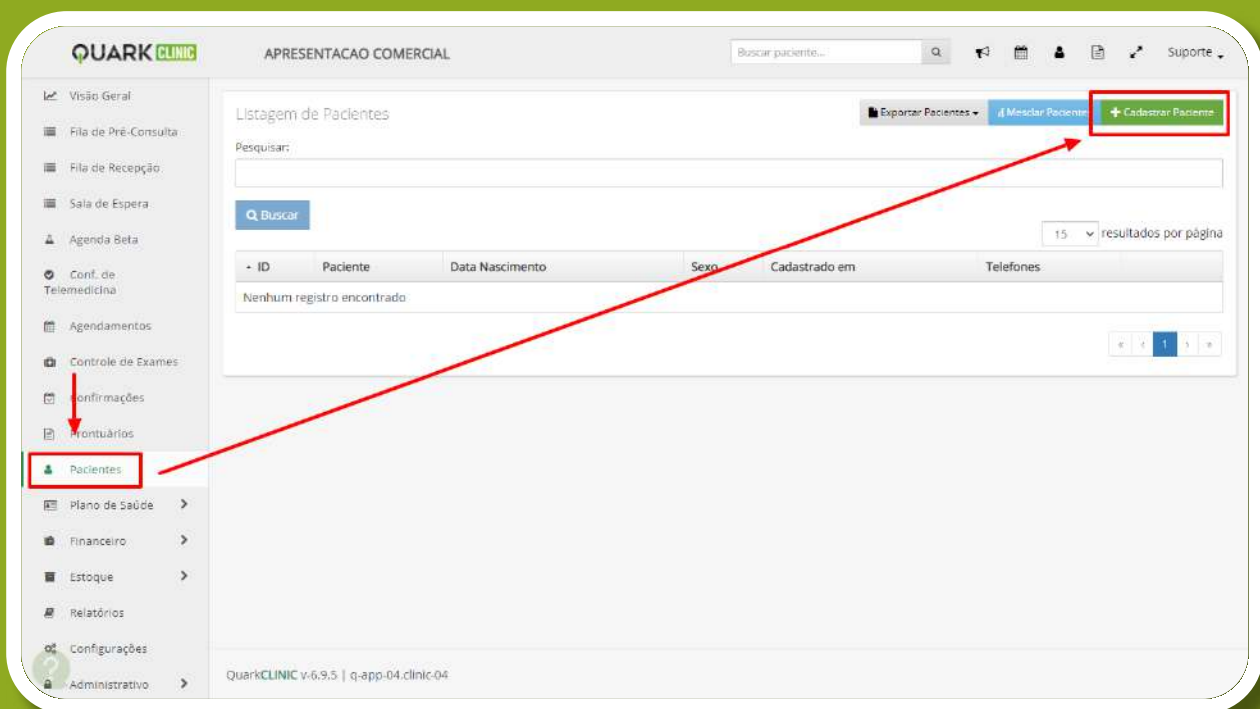 QUARK CLINIC
APRESENTACAO COMERCIAL
Buscar paciente...
Suporte
Visão Geral
Fila de Pré-Consulta
Fila de Recepção
Sala de Espera
Agenda Beta
Conf. de
Telemedicina
Agendamentos
Controle de Exames
Confirmações
Prontuários
Pacientes
Plano de Saúde
Financeiro
Estoque
Relatórios
Configurações
Administrativo
Listagem de Pacientes
Exportar Pacientes
Mesclar Paciente
+ Cadastrar Paciente
Pesquisar:
Buscar
15 resultados por página
ID Paciente Data Nascimento Sexo Cadastrado em Telefones
Nenhum registro encontrado
« ‹ 1 › »
QuarkCLINIC v-6.9.5 | q-app-04.clinic-04